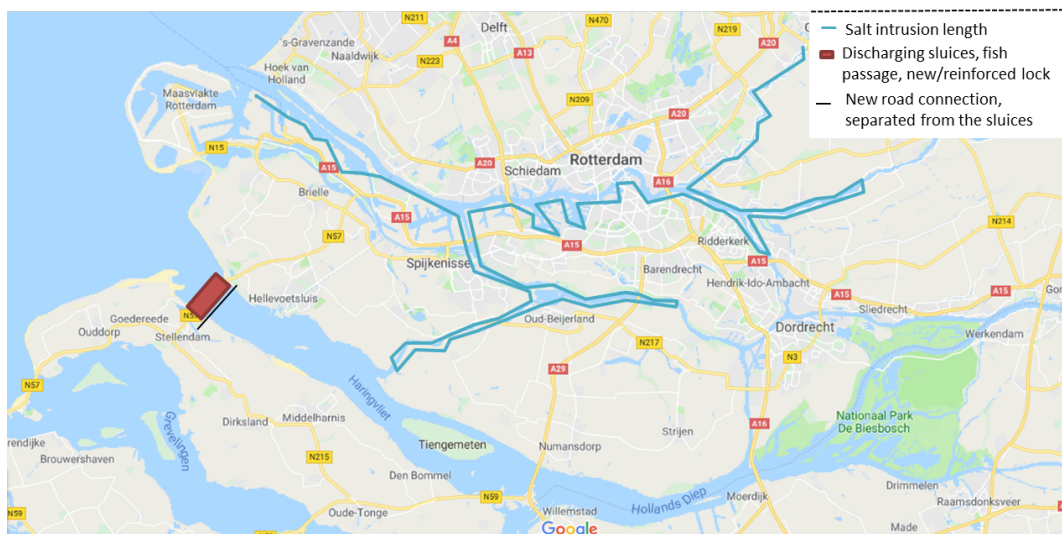 N211
Delft
N470
N219
A20
's-Gravenzande
Naaldwijk
A4
A13
N223
Hoek van
Holland
Maasvlakte
Rotterdam
N209
A20
N15
A20
Rotterdam
Schiedam
A15
A16
Brielle
A15
N57
A15
N214
Ridderkerk
Spijkenisse
A15
Barendrecht
Hendrik-Ido-Ambacht
A15
A15
Sliedrecht
Hellevoetsluis
Goedereede
Ouddorp
Stellendam
Oud-Beijerland
Dordrecht
Werkendam
N217
N3
N57
A29
Haringvliet
Nationaal Park
De Biesbosch
Grevelingen
Dirksland
Middelharnis
A16
Strijen
Tiengemeten
Numansdorp
Brouwershaven
N215
Den Bommel
Drimmelen
N59
Hollands Diep
Moerdijk
Raamsdonksveer
N59
Oude-Tonge
Willemstad
Google
Made
Salt intrusion length
Discharging sluices, fish
passage, new/reinforced lock
New road connection,
separated from the sluices